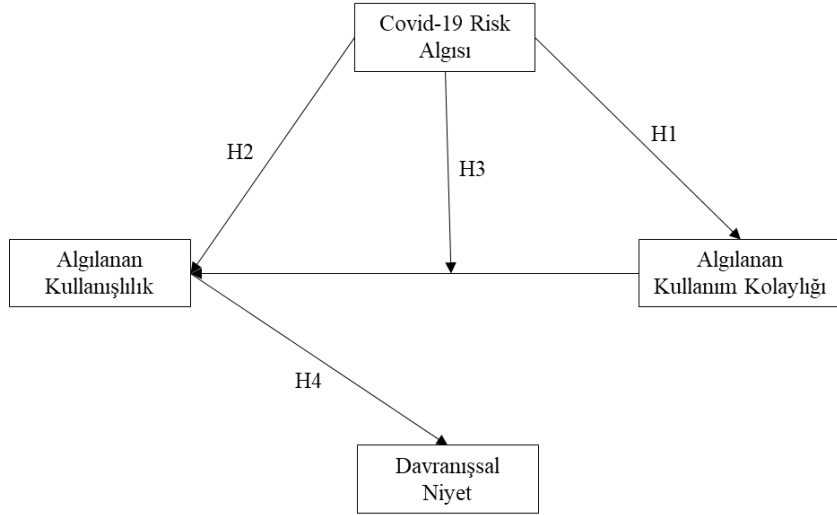 Covid-19 Risk
Algısı
H2
H3
H1
Algılanan
Kullanışlılık
Algılanan
Kullanım Kolaylığı
H4
Davranışsal
Niyet